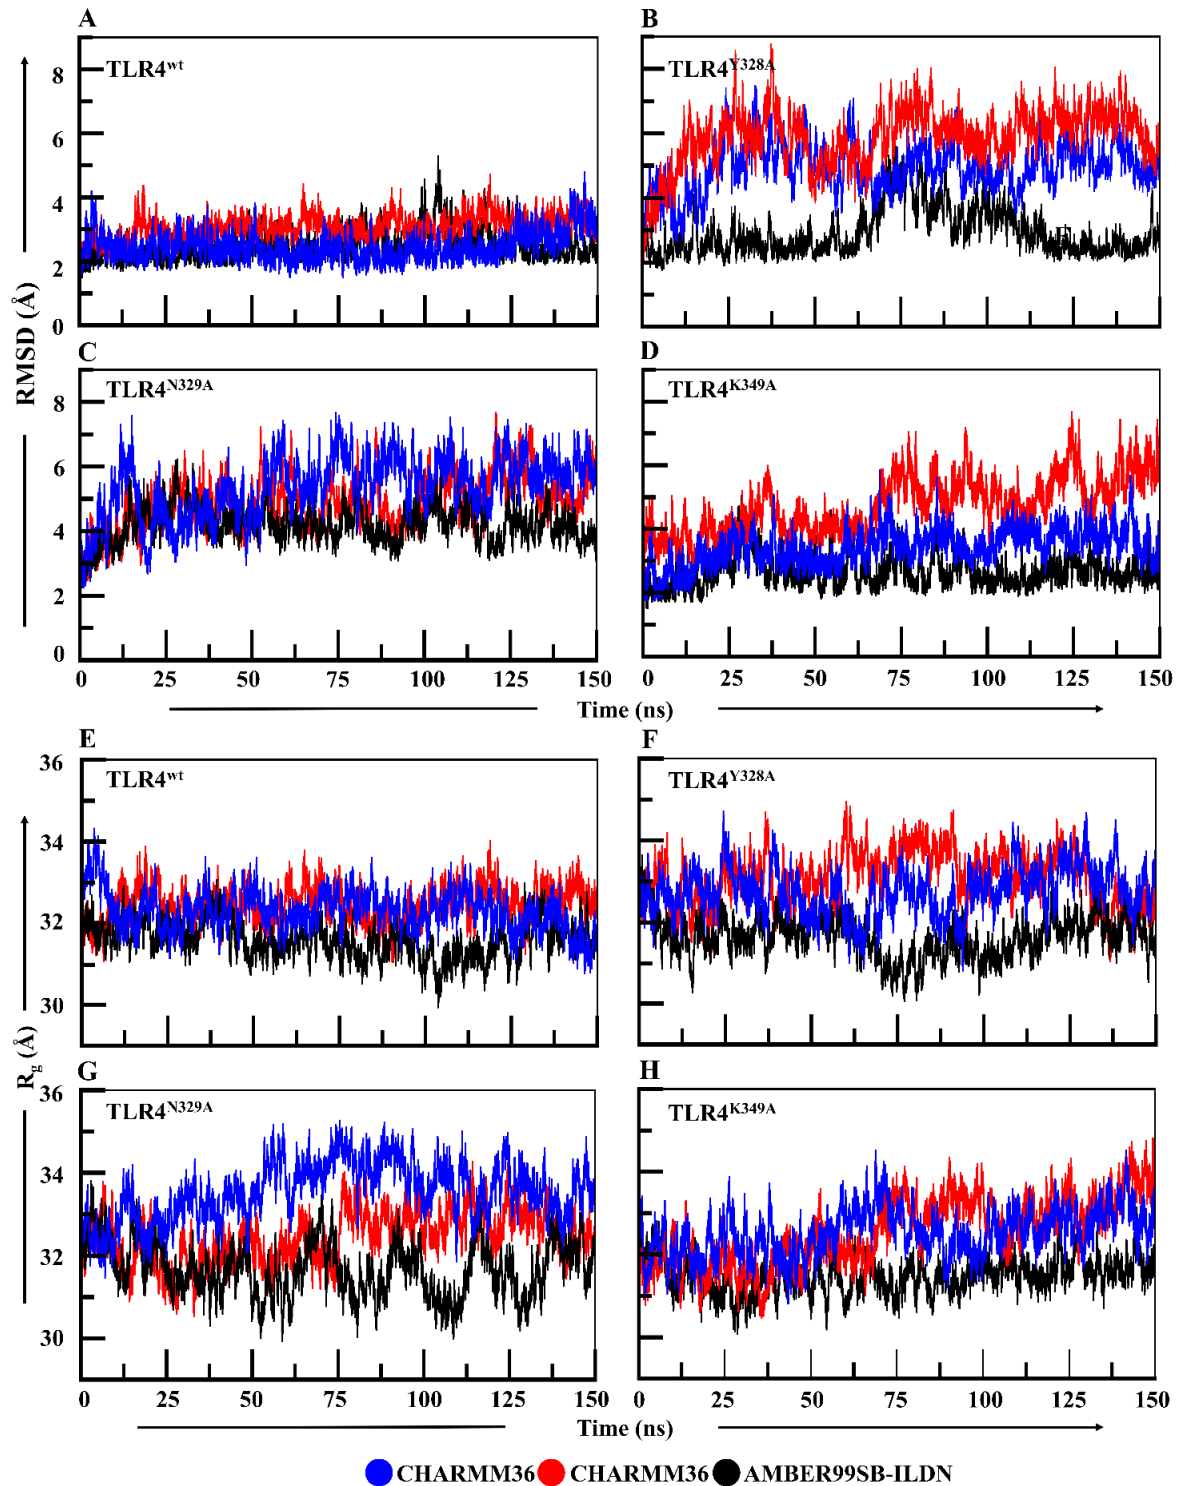 A
B
TLR4wt
TLR4Y328A
8
6
4
2
0
RMSD (Å)
C
D
TLR4N329A
TLR4K349A
8
6
4
2
0
0 25 50 75 100 125 150
0 25 50 75 100 125 150
Time (ns)
E
F
TLR4wt
TLR4Y328A
36
34
32
30
Rg (Å)
G
H
TLR4N329A
TLR4K349A
36
34
32
30
0 25 50 75 100 125 150
0 25 50 75 100 125 150
Time (ns)
CHARMM36 CHARMM36 AMBER99SB-ILDN